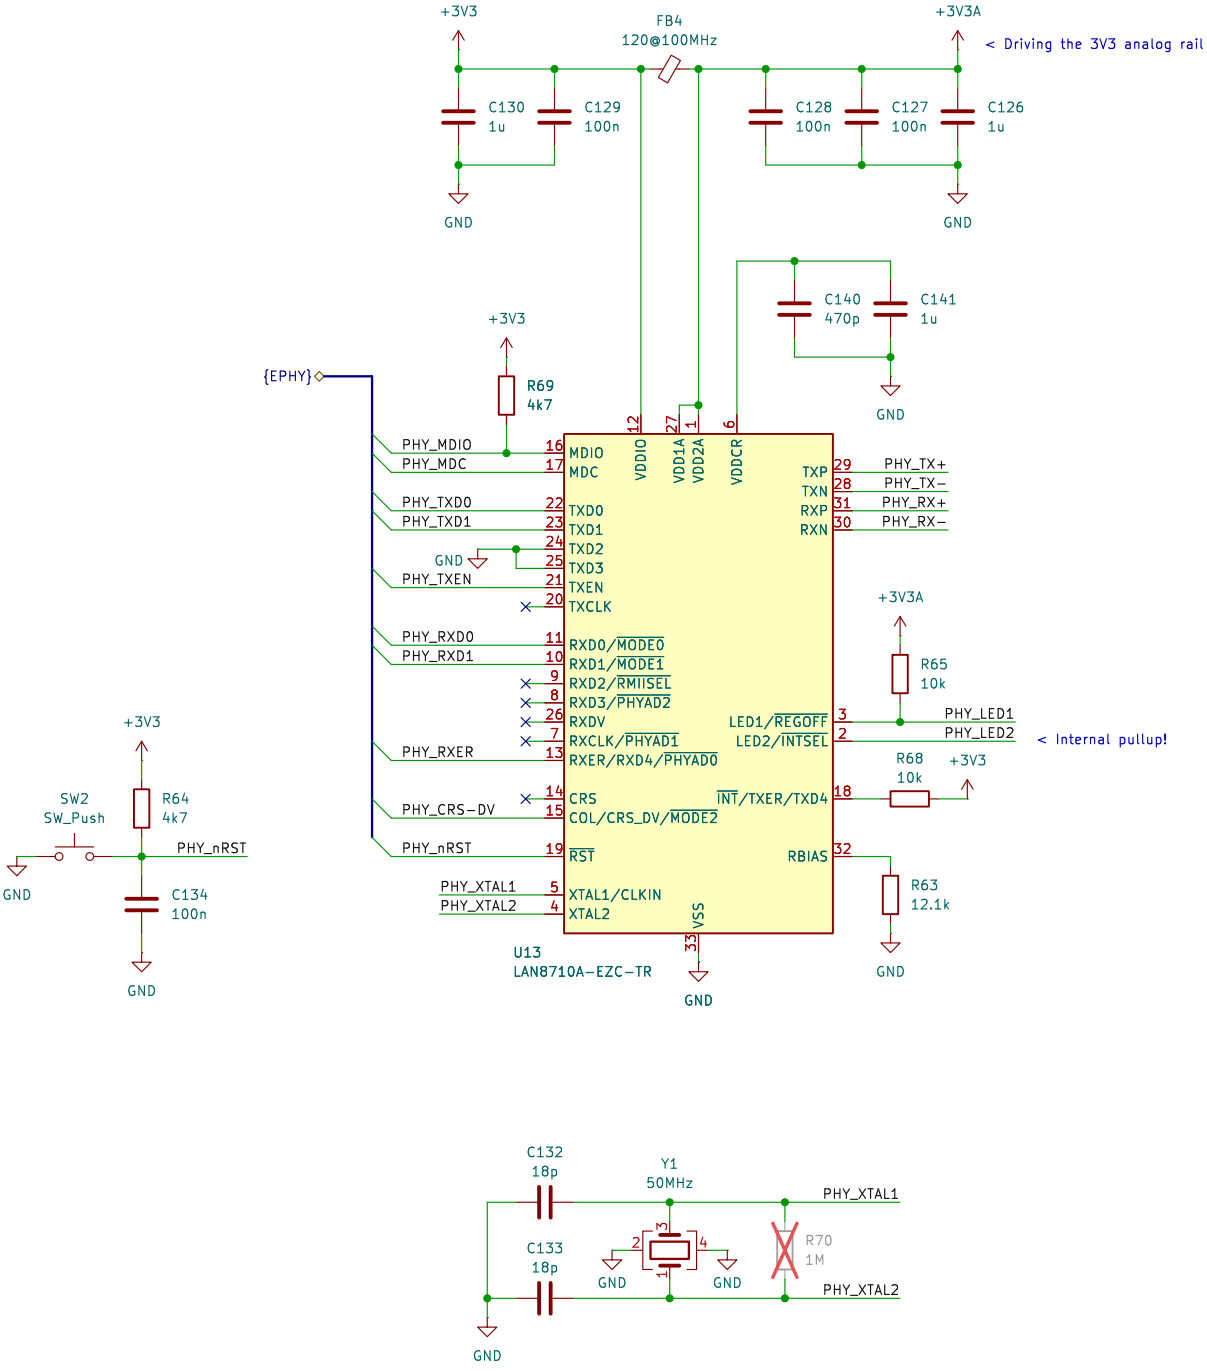 +3V3
FB4
120@100MHz
+3V3A
< Driving the 3V3 analog rail
C130
1u
C129
100n
C128
100n
C127
100n
C126
1u
GND
GND
C140
470p
C141
1u
GND
+3V3
R69
4k7
{EPHY}
12
27
1
6
VDDIO
VDD1A
VDD2A
VDDCR
PHY_MDIO 16 MDIO
PHY_MDC 17 MDC
PHY_TXD0 22 TXD0
PHY_TXD1 23 TXD1
GND 24 TXD2
25 TXD3
PHY_TXEN 21 TXEN
20 TXCLK
PHY_RXD0 11 RXD0/MODE0
PHY_RXD1 10 RXD1/MODE1
9 RXD2/RMIISEL
8 RXD3/PHYAD2
26 RXDV
7 RXCLK/PHYAD1
PHY_RXER 13 RXER/RXD4/PHYAD0
14 CRS
PHY_CRS-DV 15 COL/CRS_DV/MODE2
PHY_nRST 19 RST
PHY_XTAL1 5 XTAL1/CLKIN
PHY_XTAL2 4 XTAL2
TXP 29 PHY_TX+
TXN 28 PHY_TX-
RXP 31 PHY_RX+
RXN 30 PHY_RX-
+3V3A
R65
10k
LED1/REGOFF 3 PHY_LED1
LED2/INTSEL 2 PHY_LED2
< Internal pullup!
R68
10k
+3V3
INT/TXER/TXD4 18
RBIAS 32
R63
12.1k
GND
VSS
33
GND
U13
LAN8710A-EZC-TR
+3V3
R64
4k7
SW2
SW_Push
PHY_nRST
GND
C134
100n
GND
C132
18p
Y1
50MHz
PHY_XTAL1
3
2
4
1
GND
GND
R70
1M
C133
18p
PHY_XTAL2
GND